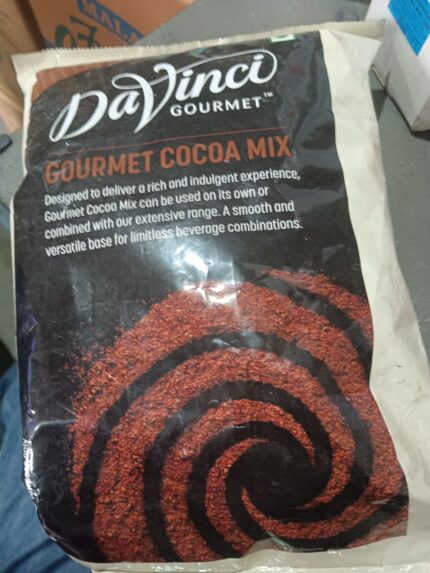 MALA
DaVinci
GOURMET™
GOURMET COCOA MIX
Designed to deliver a rich and indulgent experience,
Gourmet Cocoa Mix can be used on its own or
combined with our extensive range. A smooth and
versatile base for limitless beverage combinations.